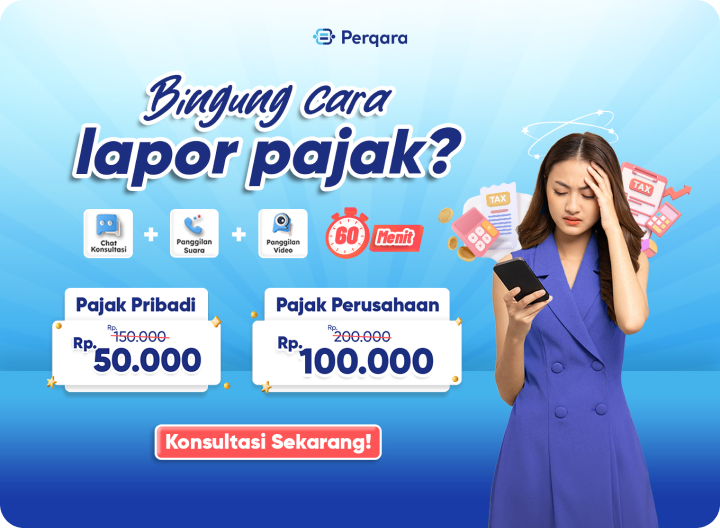 Perqara
Bingung cara
lapor pajak?
Chat
Konsultasi
+
Panggilan
Suara
+
Panggilan
Video
60
Menit
TAX
TAX
Pajak Pribadi
Rp.
150.000
Rp.
50.000
Pajak Perusahaan
Rp.
200.000
Rp.
100.000
Konsultasi Sekarang!